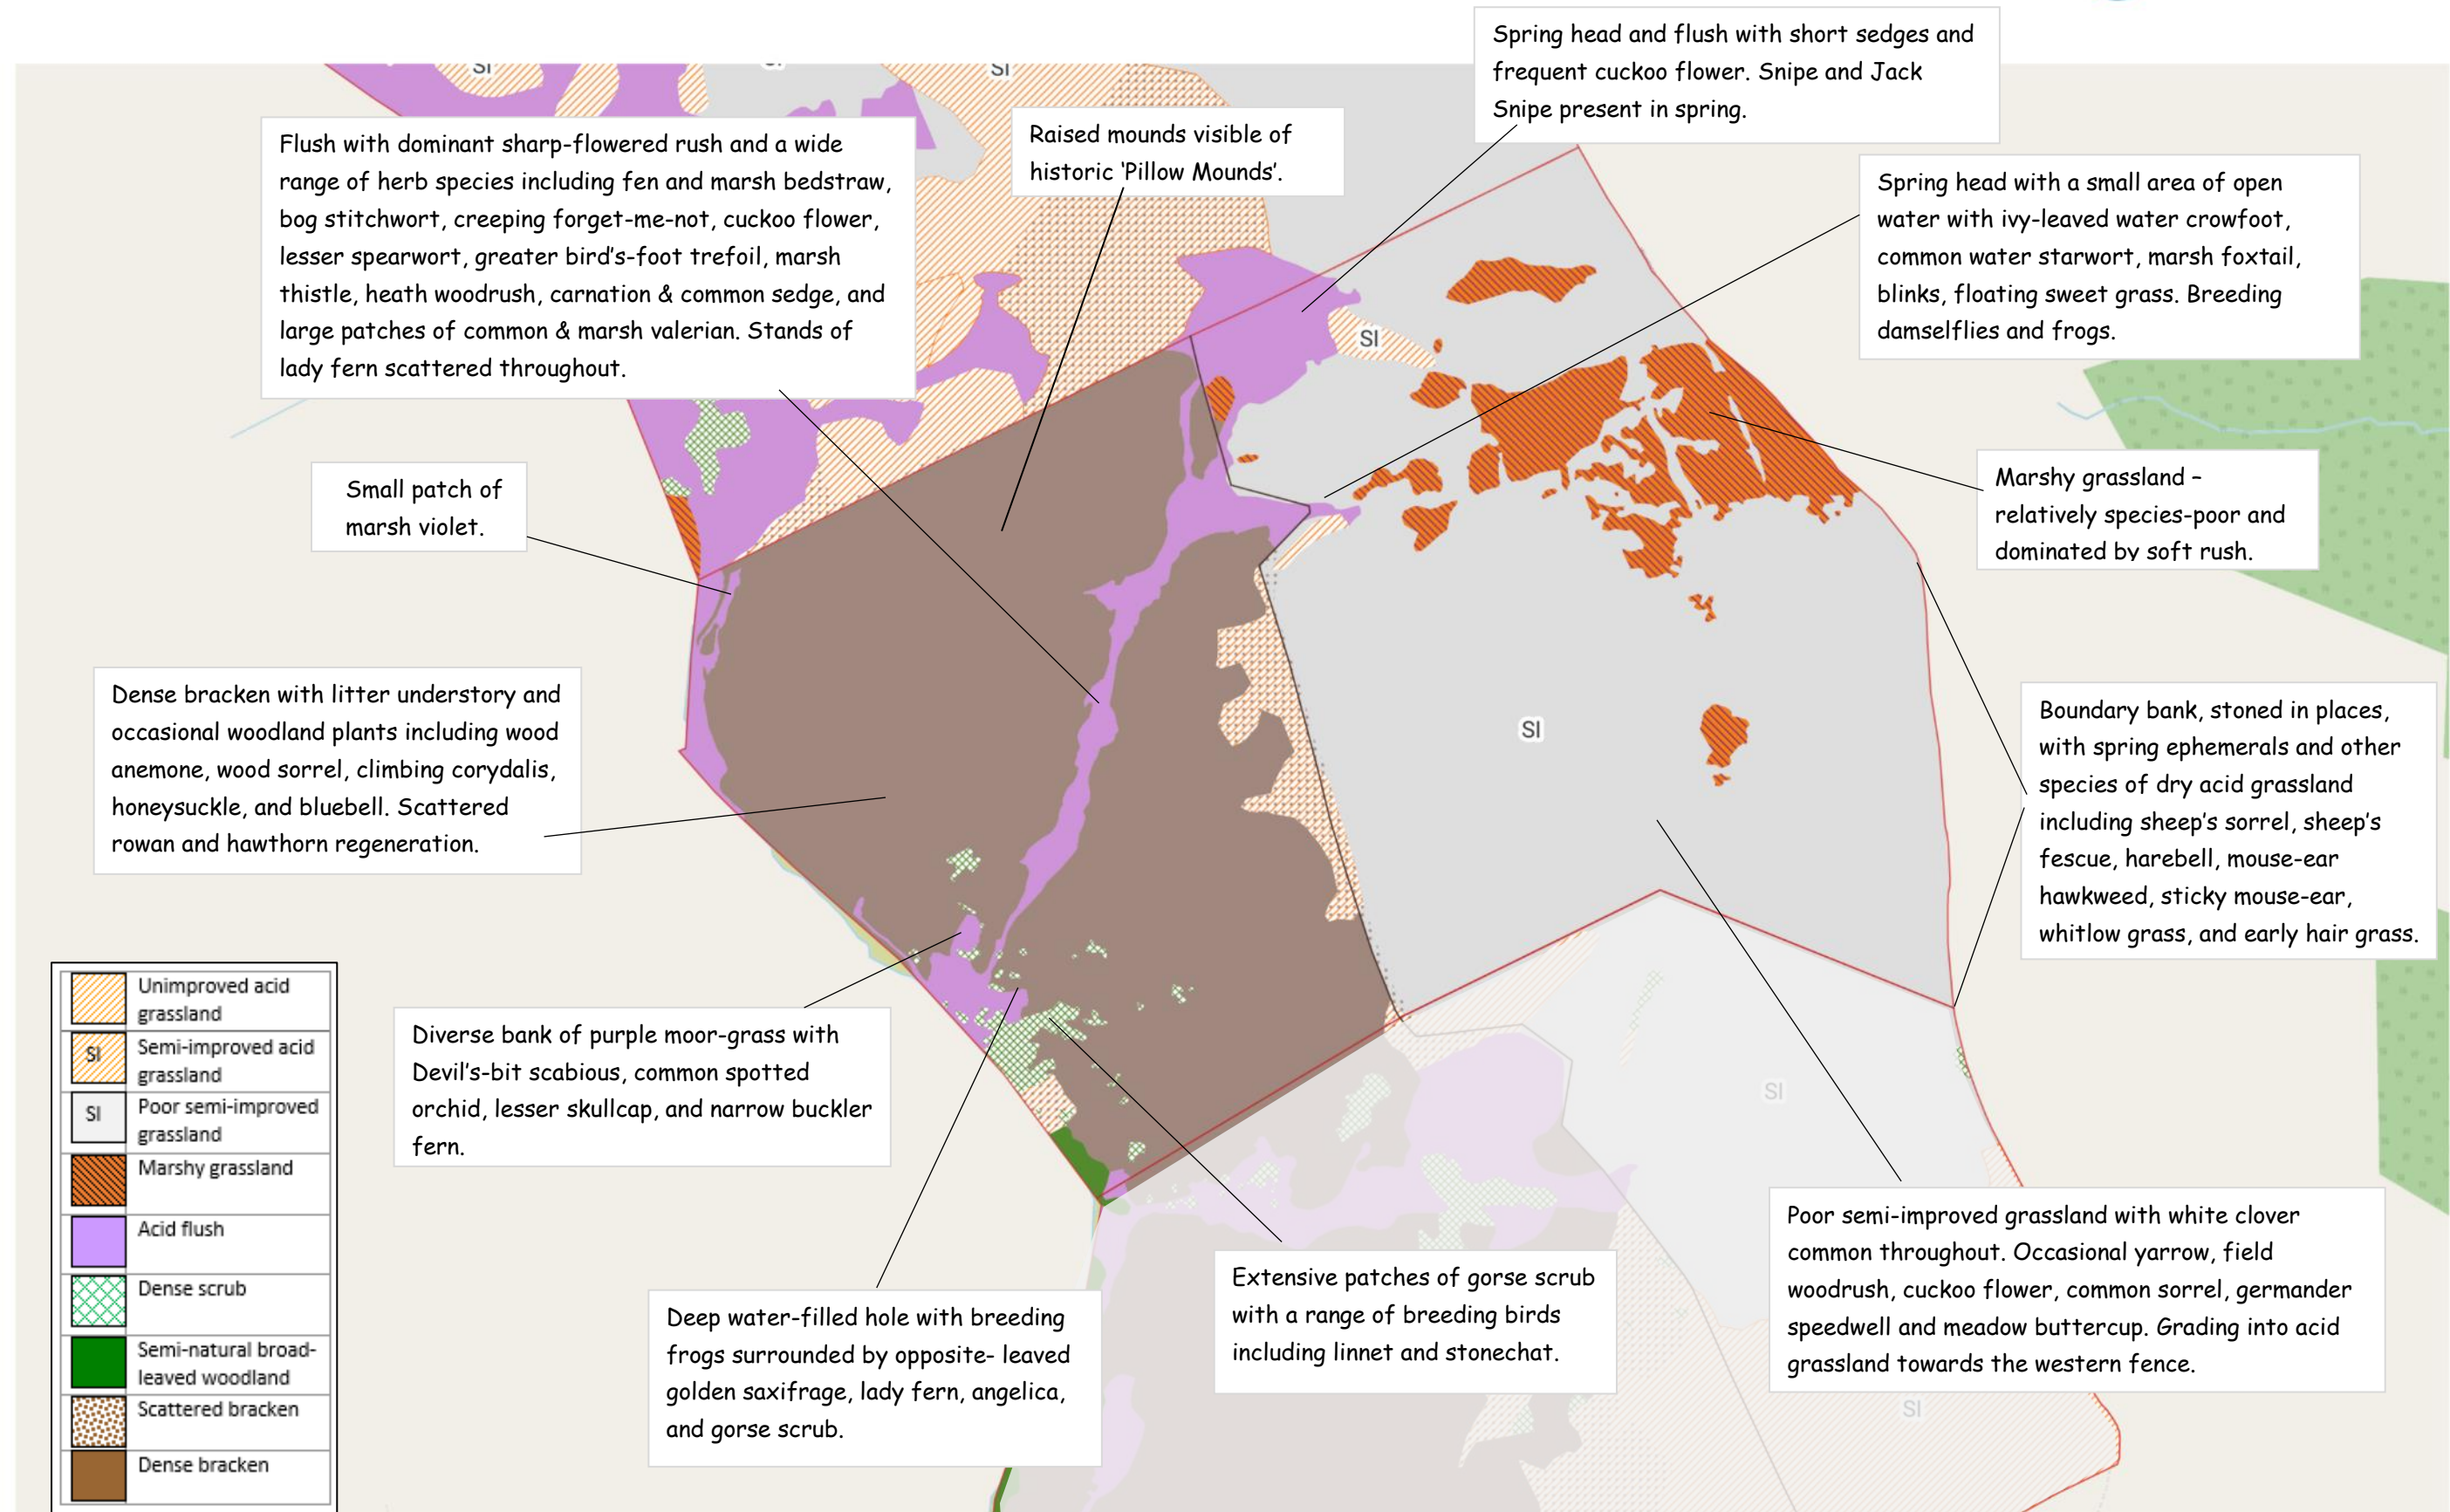 Spring head and flush with short sedges and
frequent cuckoo flower. Snipe and Jack
Snipe present in spring.
SI
SI
SI
Flush with dominant sharp-flowered rush and a wide
range of herb species including fen and marsh bedstraw,
bog stitchwort, creeping forget-me-not, cuckoo flower,
lesser spearwort, greater bird's-foot trefoil, marsh
thistle, heath woodrush, carnation & common sedge, and
large patches of common & marsh valerian. Stands of
lady fern scattered throughout.
Raised mounds visible of
historic 'Pillow Mounds'.
Spring head with a small area of open
water with ivy-leaved water crowfoot,
common water starwort, marsh foxtail,
blinks, floating sweet grass. Breeding
damselflies and frogs.
SI
Small patch of
marsh violet.
Marshy grassland –
relatively species-poor and
dominated by soft rush.
Dense bracken with litter understory and
occasional woodland plants including wood
anemone, wood sorrel, climbing corydalis,
honeysuckle, and bluebell. Scattered
rowan and hawthorn regeneration.
SI
Boundary bank, stoned in places,
with spring ephemerals and other
species of dry acid grassland
including sheep's sorrel, sheep's
fescue, harebell, mouse-ear
hawkweed, sticky mouse-ear,
whitlow grass, and early hair grass.
Unimproved acid
grassland
SI
Semi-improved acid
grassland
SI
Poor semi-improved
grassland
Marshy grassland
Acid flush
Dense scrub
Semi-natural broad-
leaved woodland
Scattered bracken
Dense bracken
Diverse bank of purple moor-grass with
Devil's-bit scabious, common spotted
orchid, lesser skullcap, and narrow buckler
fern.
SI
Deep water-filled hole with breeding
frogs surrounded by opposite- leaved
golden saxifrage, lady fern, angelica,
and gorse scrub.
Extensive patches of gorse scrub
with a range of breeding birds
including linnet and stonechat.
Poor semi-improved grassland with white clover
common throughout. Occasional yarrow, field
woodrush, cuckoo flower, common sorrel, germander
speedwell and meadow buttercup. Grading into acid
grassland towards the western fence.
SI